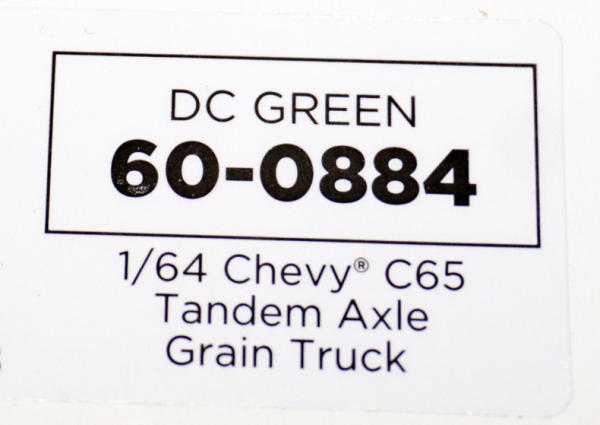 DC GREEN
60-0884
1/64 Chevy® C65
Tandem Axle
Grain Truck